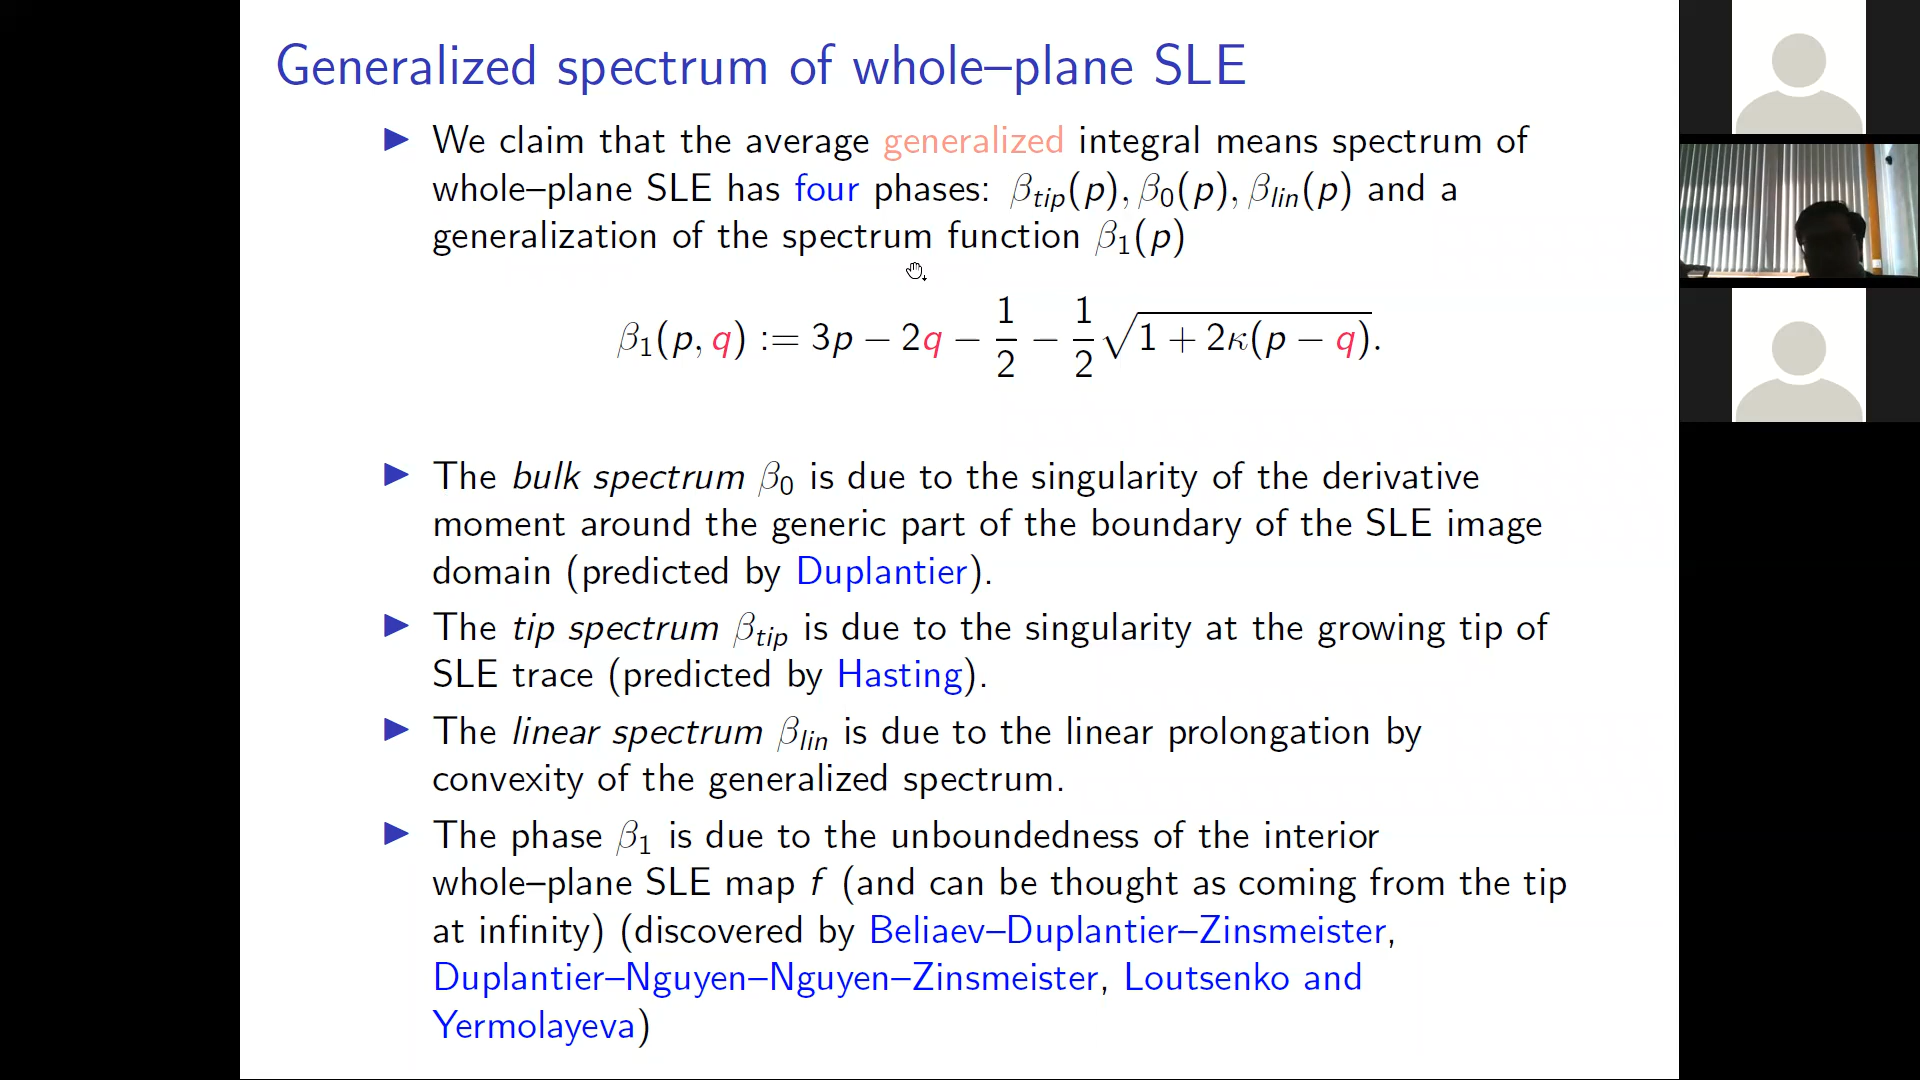 Generalized spectrum of whole–plane SLE
▶ We claim that the average generalized integral means spectrum of
whole–plane SLE has four phases: β_tip(p), β_0(p), β_lin(p) and a
generalization of the spectrum function β_1(p)
β_1(p, q) := 3p − 2q − 1/2 − 1/2 √(1 + 2κ(p − q)).
▶ The bulk spectrum β_0 is due to the singularity of the derivative
moment around the generic part of the boundary of the SLE image
domain (predicted by Duplantier).
▶ The tip spectrum β_tip is due to the singularity at the growing tip of
SLE trace (predicted by Hasting).
▶ The linear spectrum β_lin is due to the linear prolongation by
convexity of the generalized spectrum.
▶ The phase β_1 is due to the unboundedness of the interior
whole–plane SLE map f (and can be thought as coming from the tip
at infinity) (discovered by Beliaev–Duplantier–Zinsmeister,
Duplantier–Nguyen–Nguyen–Zinsmeister, Loutsenko and
Yermolayeva)